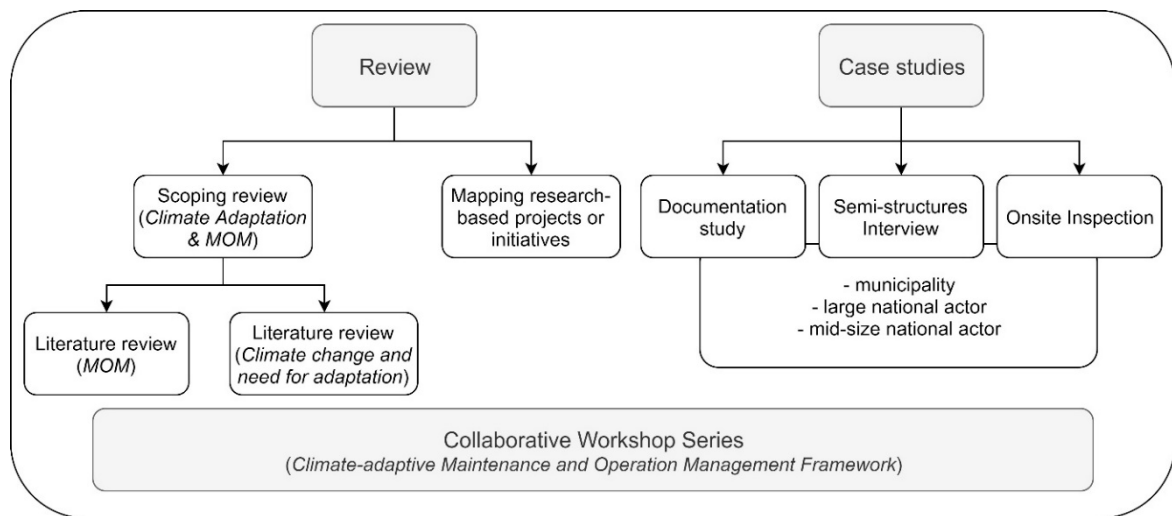 Review
Case studies
Scoping review
(Climate Adaptation
& MOM)
Mapping research-
based projects or
initiatives
Documentation
study
Semi-structures
Interview
Onsite Inspection
- municipality
- large national actor
- mid-size national actor
Literature review
(MOM)
Literature review
(Climate change and
need for adaptation)
Collaborative Workshop Series
(Climate-adaptive Maintenance and Operation Management Framework)